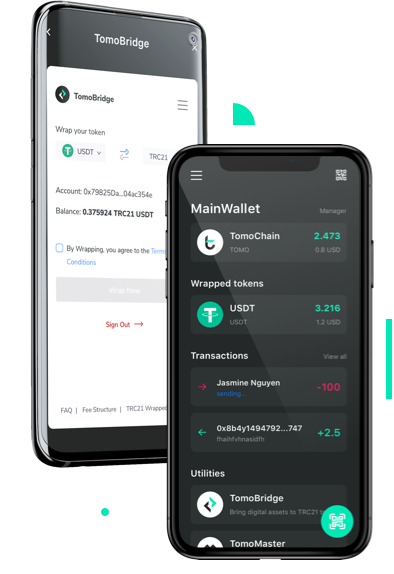 TomoBridge
TomoBridge
Wrap your token
USDT
TRC21
Account: 0x79825Da...04ac354e
Balance: 0.375924 TRC21 USDT
By Wrapping, you agree to the Terms
Conditions
Wrap Now
Sign Out
FAQ | Fee Structure | TRC21 Wrapped
MainWallet
Manager
TomoChain
2.473
TOMO
0.8 USD
Wrapped tokens
USDT
3.216
USDT
1.2 USD
Transactions
View all
Jasmine Nguyen
-100
sending...
0x8b4y1494792...747
+2.5
fhaihfvhnasidfh
Utilities
TomoBridge
Bring digital assets to TRC21
TomoMaster